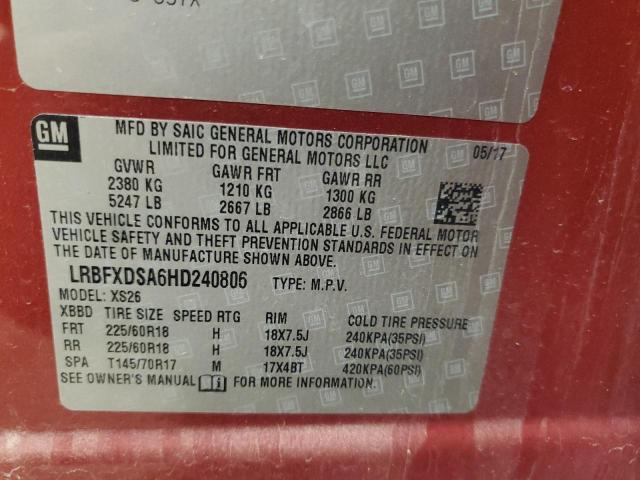 GM
MFD BY SAIC GENERAL MOTORS CORPORATION
LIMITED FOR GENERAL MOTORS LLC
05/17
GVWR GAWR FRT GAWR RR
2380 KG 1210 KG 1300 KG
5247 LB 2667 LB 2866 LB
THIS VEHICLE CONFORMS TO ALL APPLICABLE U.S. FEDERAL MOTOR
VEHICLE SAFETY AND THEFT PREVENTION STANDARDS IN EFFECT ON
THE DATE OF MANUFACTURE SHOWN ABOVE.
LRBFXDSA6HD240806 TYPE: M.P.V.
MODEL: XS26
XBBD TIRE SIZE SPEED RTG RIM COLD TIRE PRESSURE
FRT 225/60R18 H 18X7.5J 240KPA(35PSI)
RR 225/60R18 H 18X7.5J 240KPA(35PSI)
SPA T145/70R17 M 17X4BT 420KPA(60PSI)
SEE OWNER'S MANUAL FOR MORE INFORMATION.